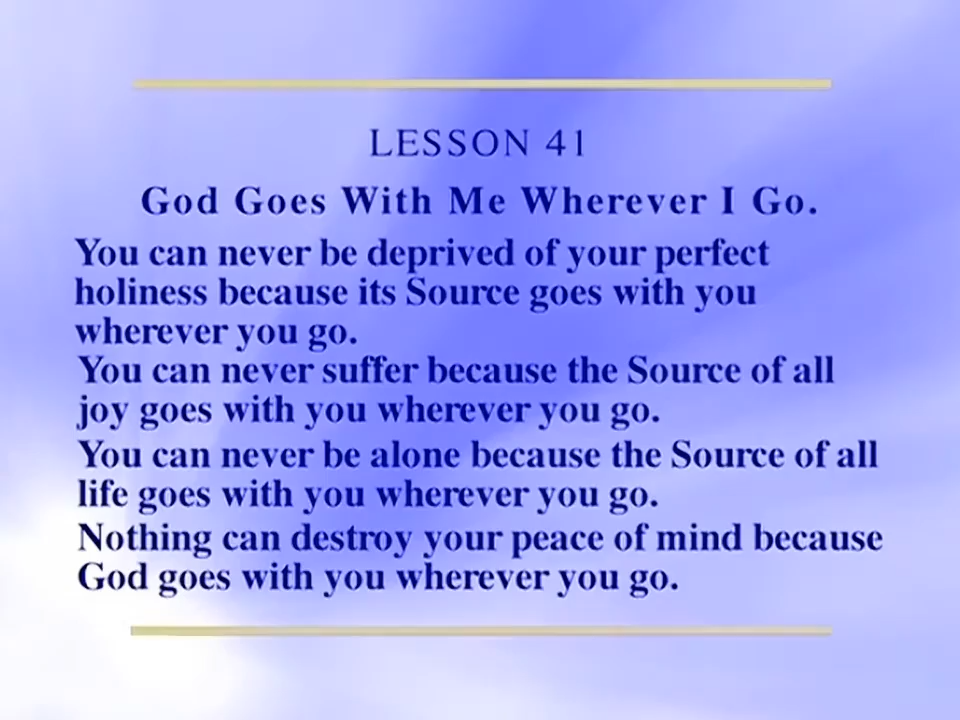 LESSON 41
God Goes With Me Wherever I Go.
You can never be deprived of your perfect
holiness because its Source goes with you
wherever you go.
You can never suffer because the Source of all
joy goes with you wherever you go.
You can never be alone because the Source of all
life goes with you wherever you go.
Nothing can destroy your peace of mind because
God goes with you wherever you go.